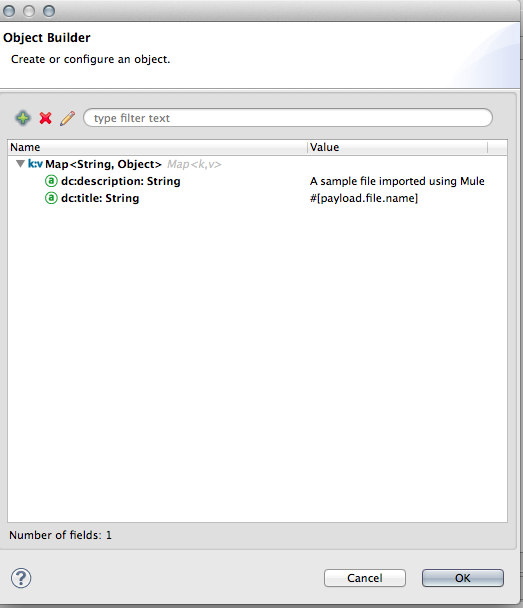 Object Builder
Create or configure an object.
type filter text
Name Value
k:v Map<String, Object> Map<k,v>
a dc:description: String A sample file imported using Mule
a dc:title: String #[payload.file.name]
Number of fields: 1
? Cancel OK